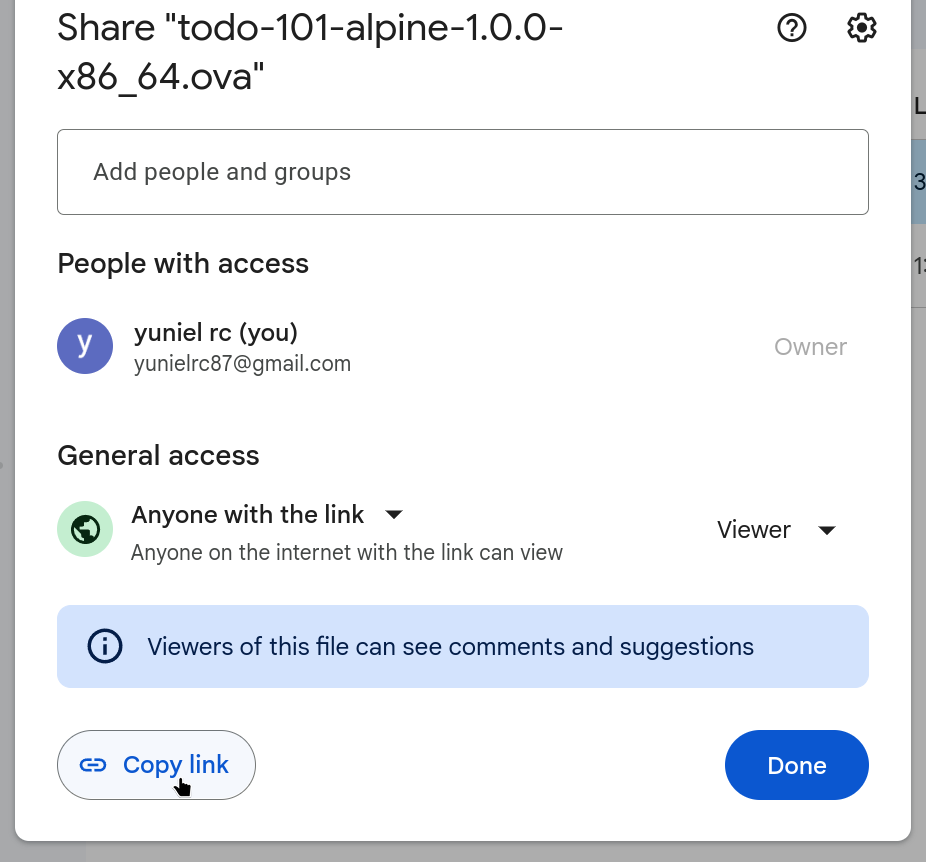 Share "todo-101-alpine-1.0.0-
x86_64.ova"
Add people and groups
People with access
y
yuniel rc (you)
yunielrc87@gmail.com
Owner
General access
Anyone with the link
Anyone on the internet with the link can view
Viewer
Viewers of this file can see comments and suggestions
Copy link
Done